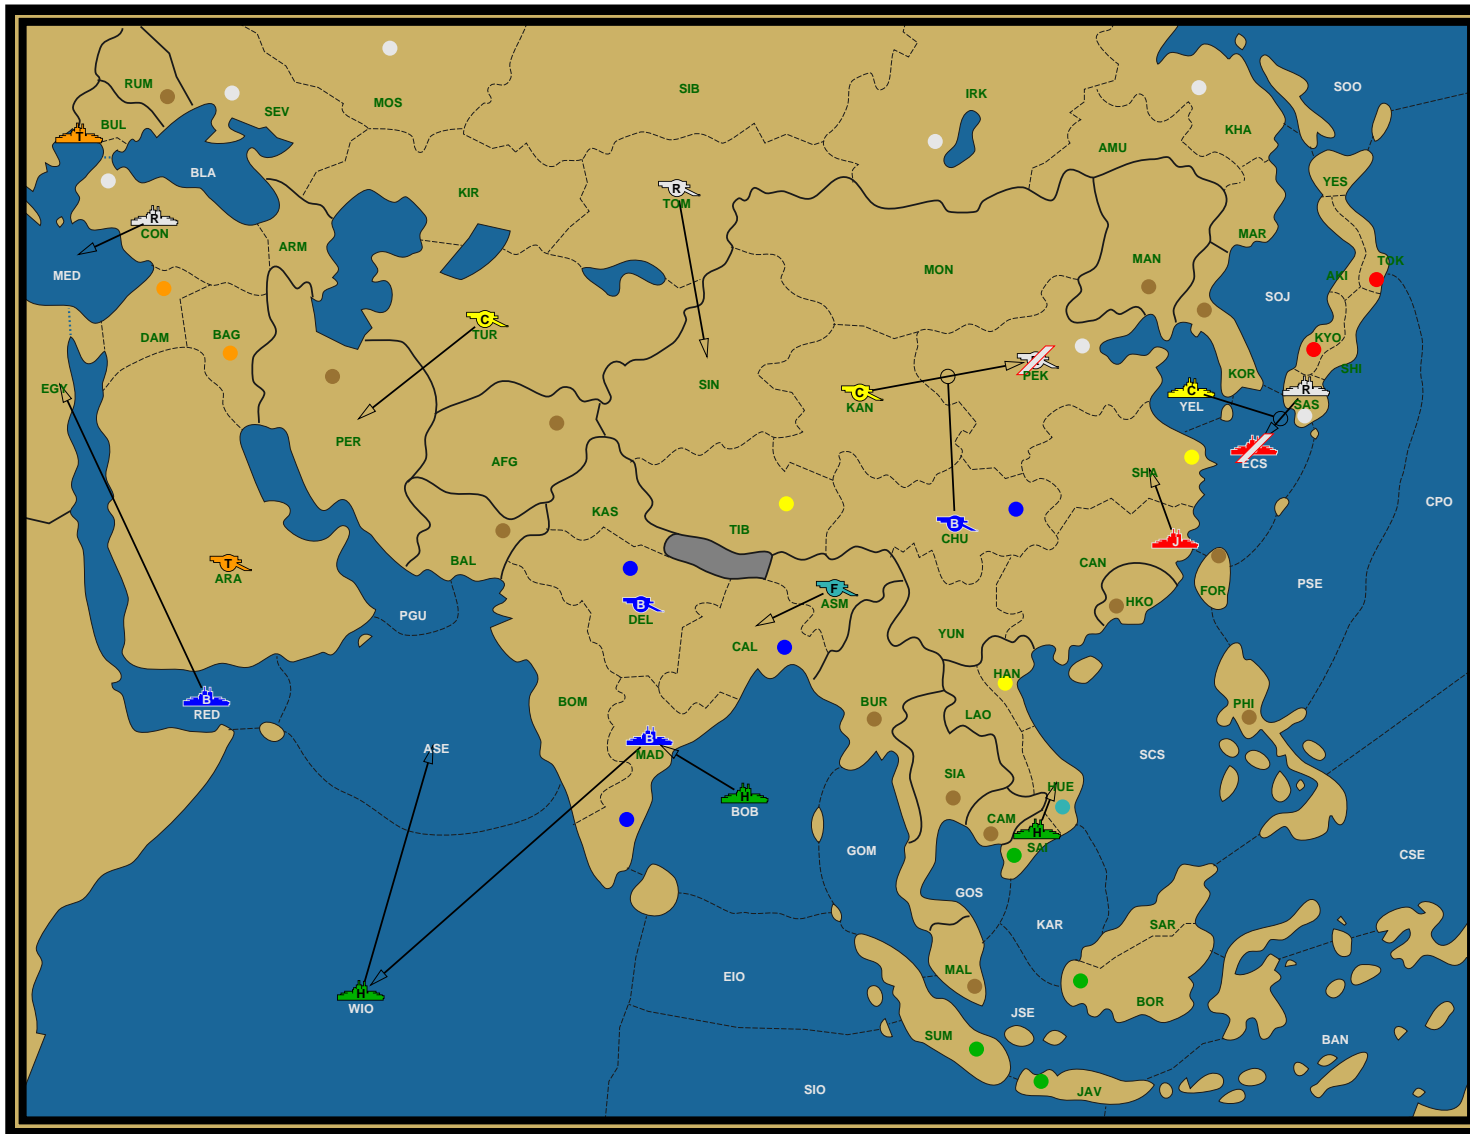 SOO
RUM
MOS
SIB
IRK
SEV
BUL
KHA
T
AMU
BLA
YES
KIR
R
TOM
R
CON
MAR
ARM
MAN
TOK
MED
MON
AKI
SOJ
C
TUR
DAM
BAG
KYO
PEK
SHI
KOR
EGY
SIN
C
KAN
C
YEL
R
SAS
PER
AFG
ECS
SHA
CPO
KAS
TIB
B
CHU
J
BAL
T
ARA
CAN
PSE
F
ASM
FOR
B
DEL
HKO
PGU
YUN
CAL
HAN
B
RED
BOM
BUR
PHI
LAO
ASE
B
MAD
SCS
SIA
HUE
H
BOB
CAM
H
SAI
GOM
CSE
GOS
KAR
SAR
MAL
EIO
H
WIO
BOR
JSE
SUM
BAN
SIO
JAV